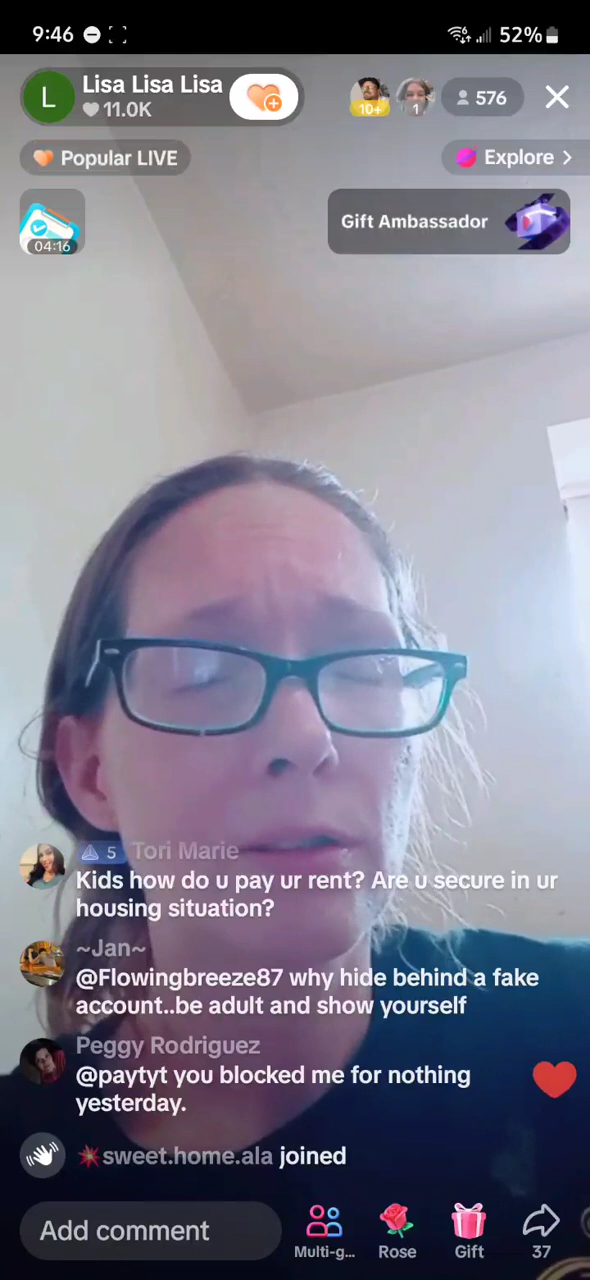 9:46
52%
L
Lisa Lisa Lisa
11.0K
10+
1
576
Popular LIVE
Explore >
04:16
Gift Ambassador
5 Tori Marie
Kids how do u pay ur rent? Are u secure in ur
housing situation?
~Jan~
@Flowingbreeze87 why hide behind a fake
account..be adult and show yourself
Peggy Rodriguez
@paytyt you blocked me for nothing
yesterday.
💥sweet.home.ala joined
Add comment
Multi-g...
Rose
Gift
37